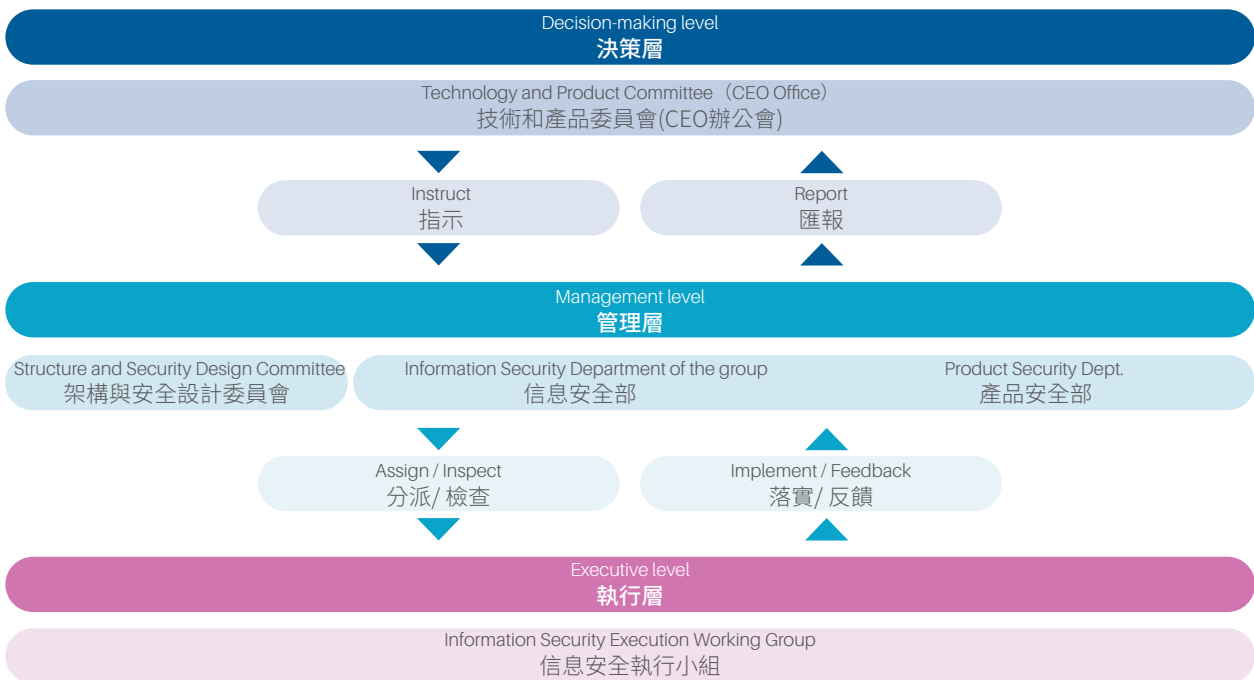 Decision-making level
決策層
Technology and Product Committee（CEO Office）
技術和產品委員會(CEO辦公會)
Instruct
指示
Report
匯報
Management level
管理層
Structure and Security Design Committee
架構與安全設計委員會
Information Security Department of the group
信息安全部
Product Security Dept.
產品安全部
Assign / Inspect
分派/ 檢查
Implement / Feedback
落實/ 反饋
Executive level
執行層
Information Security Execution Working Group
信息安全執行小組